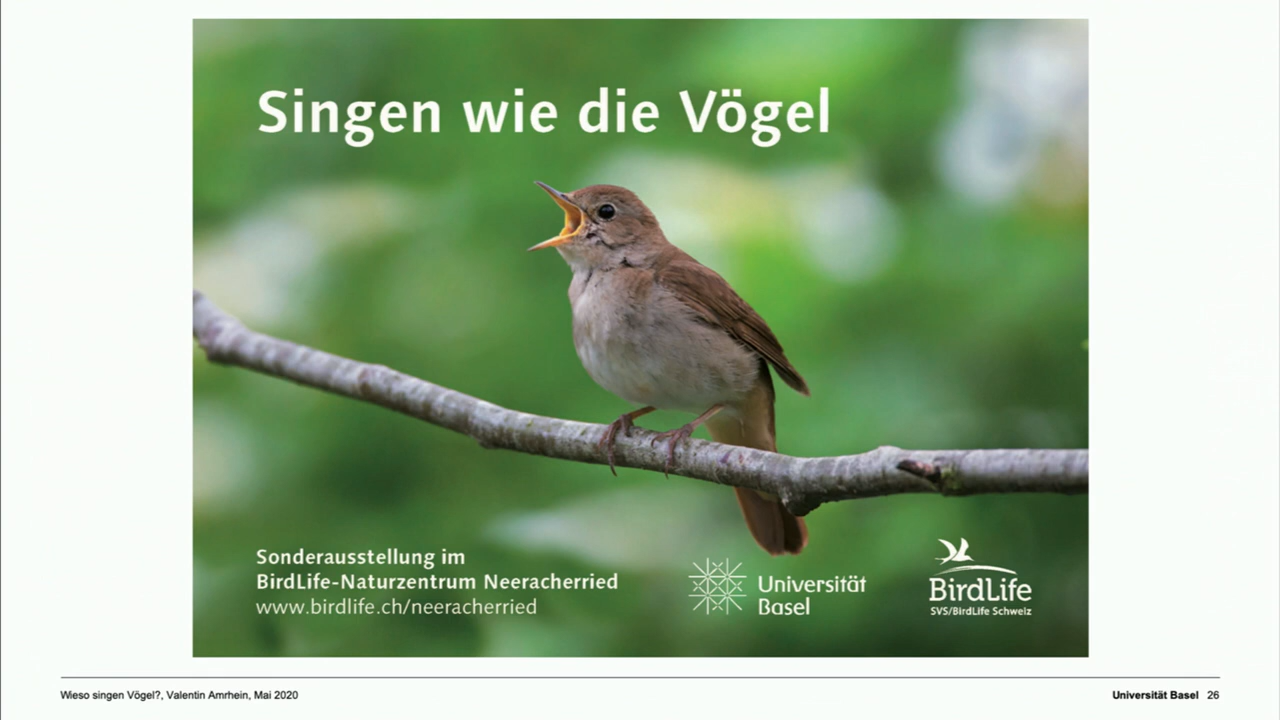 Singen wie die Vögel
Sonderausstellung im
BirdLife-Naturzentrum Neeracherried
www.birdlife.ch/neeracherried
Universität
Basel
BirdLife
SVS/BirdLife Schweiz
Wieso singen Vögel?, Valentin Amrhein, Mai 2020
Universität Basel 26